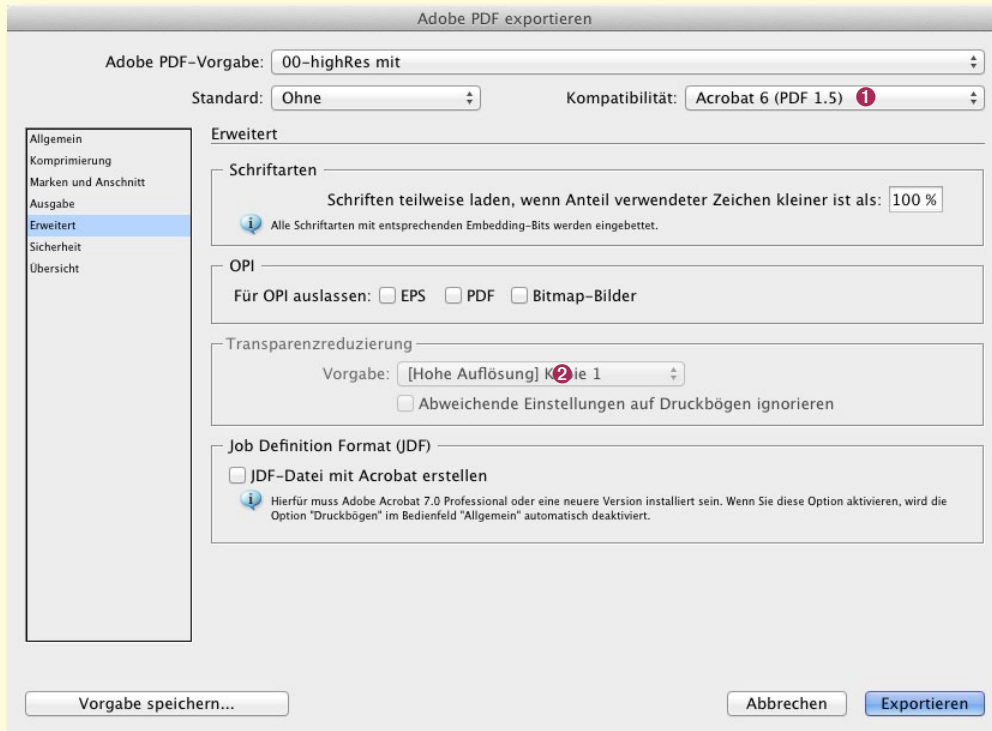 Adobe PDF exportieren
Adobe PDF-Vorgabe: 00-highRes mit
Standard: Ohne Kompatibilität: Acrobat 6 (PDF 1.5) 1
Allgemein
Komprimierung
Marken und Anschnitt
Ausgabe
Erweitert
Sicherheit
Übersicht
Erweitert
Schriftarten
Schriften teilweise laden, wenn Anteil verwendeter Zeichen kleiner ist als: 100 %
Alle Schriftarten mit entsprechenden Embedding-Bits werden eingebettet.
OPI
Für OPI auslassen: EPS PDF Bitmap-Bilder
Transparenzreduzierung
Vorgabe: [Hohe Auflösung] 2 1
Abweichende Einstellungen auf Druckbögen ignorieren
Job Definition Format (JDF)
JDF-Datei mit Acrobat erstellen
Hierfür muss Adobe Acrobat 7.0 Professional oder eine neuere Version installiert sein. Wenn Sie diese Option aktivieren, wird die
Option "Druckbögen" im Bedienfeld "Allgemein" automatisch deaktiviert.
Vorgabe speichern... Abbrechen Exportieren